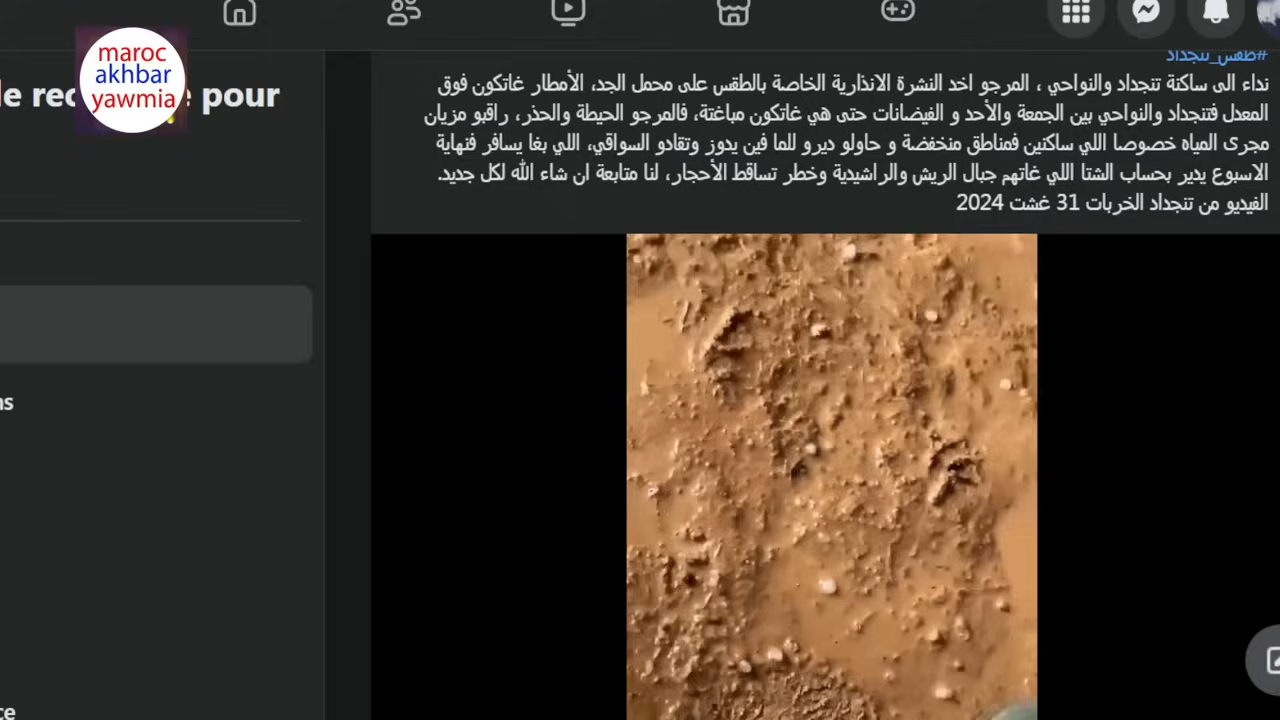 maroc
akhbar
yawmia
pour
#طقس_تنجداد
نداء الى ساكنة تنجداد والنواحي ، المرجو اخد النشرة الانذارية الخاصة بالطقس على محمل الجد، الأمطار غاتكون فوق
المعدل فتنجداد والنواحي بين الجمعة والأحد و الفيضانات حتى هي غاتكون مباغتة، فالمرجو الحيطة والحذر، راقبو مزيان
مجرى المياه خصوصا اللي ساكنين فمناطق منخفضة و حاولو ديرو للما فين يدوز وتقادو السواقي، اللي بغا يسافر فنهاية
الاسبوع يدير بحساب الشتا اللي غاتهم جبال الريش والراشيدية وخطر تساقط الأحجار، لنا متابعة ان شاء الله لكل جديد.
الفيديو من تنجداد الخربات 31 غشت 2024